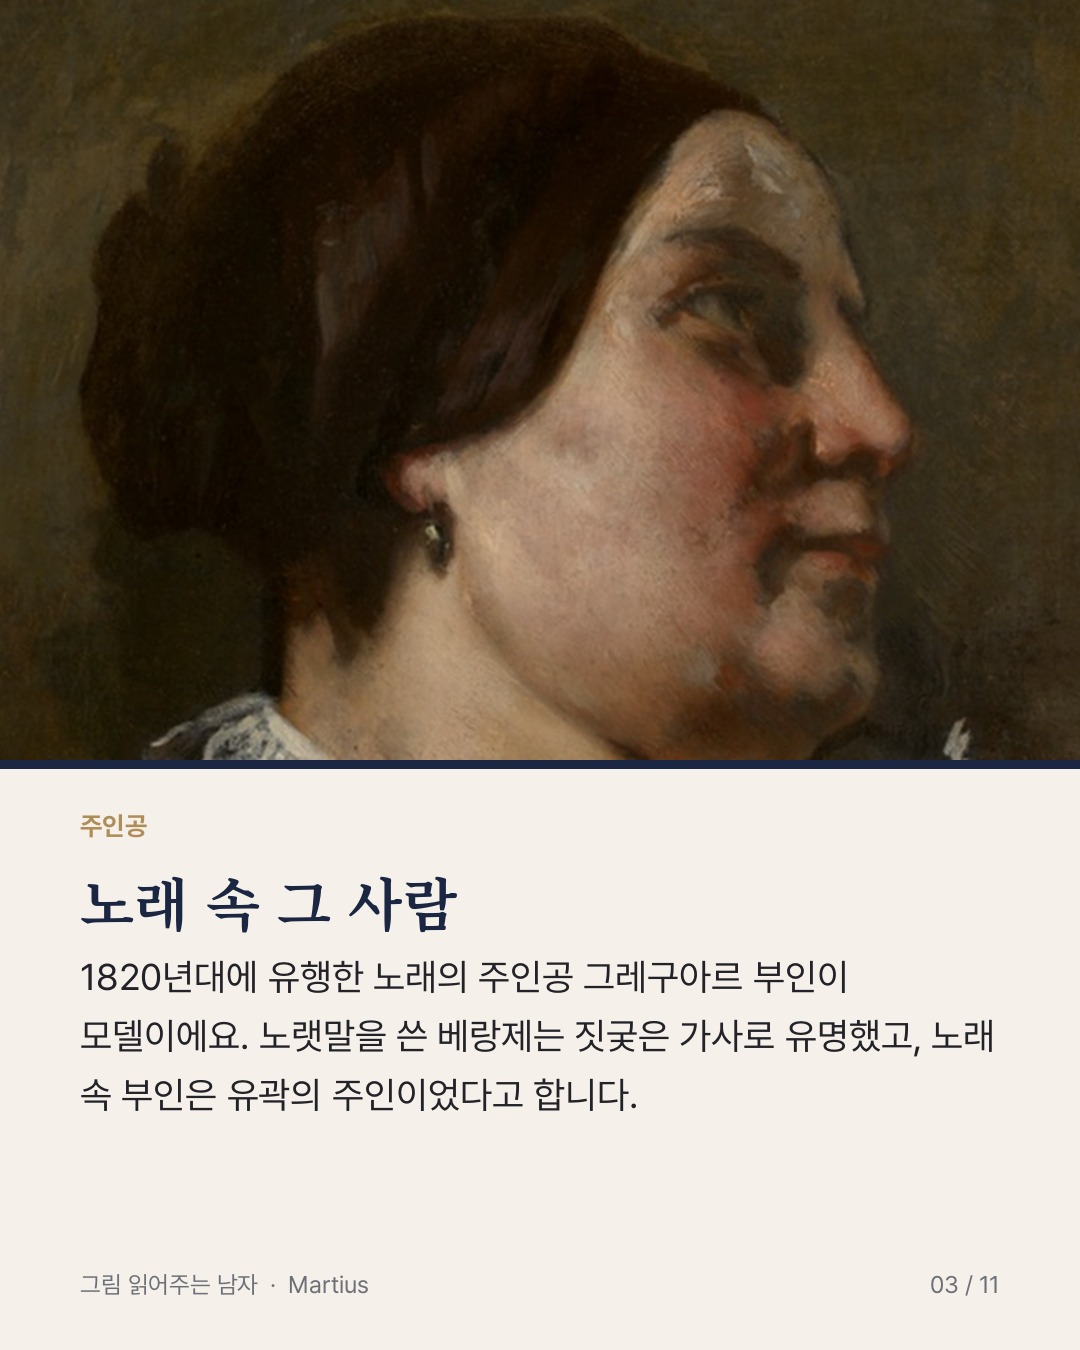 주인공
노래 속 그 사람
1820년대에 유행한 노래의 주인공 그레구아르 부인이
모델이에요. 노랫말을 쓴 베랑제는 짓궂은 가사로 유명했고, 노래
속 부인은 유곽의 주인이었다고 합니다.
그림 읽어주는 남자 · Martius
03 / 11